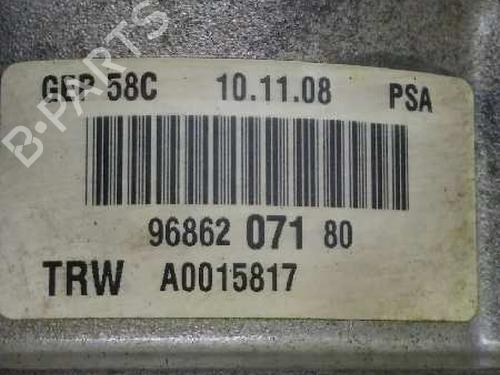 GEP 58C 10.11.08 PSA
96862 071 80
TRW A0015817
B-PARTS